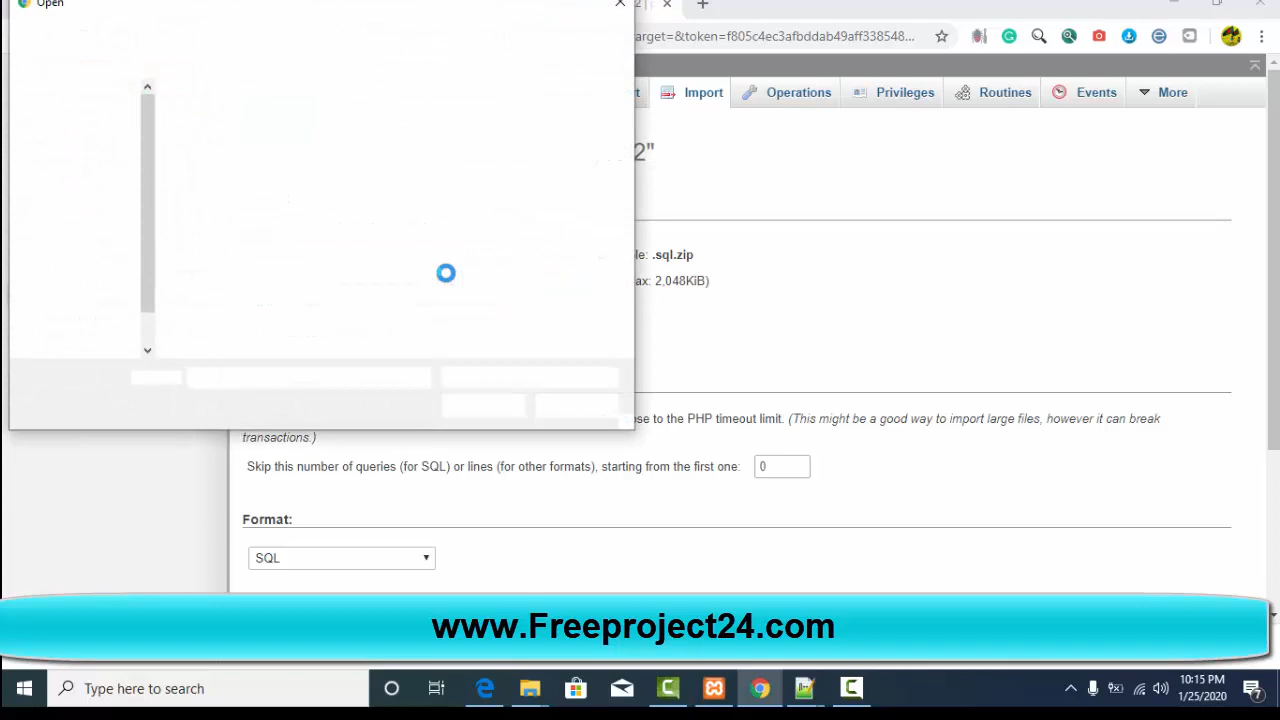 Open
arget=&token=f805c4ec3afbddab49aff338548...
rt Import Operations Privileges Routines Events More
2"
le: .sql.zip
ax: 2,048KiB)
ose to the PHP timeout limit. (This might be a good way to import large files, however it can break
transactions.)
Skip this number of queries (for SQL) or lines (for other formats), starting from the first one: 0
Format:
SQL
www.Freeproject24.com
Type here to search
10:15 PM
1/25/2020
7